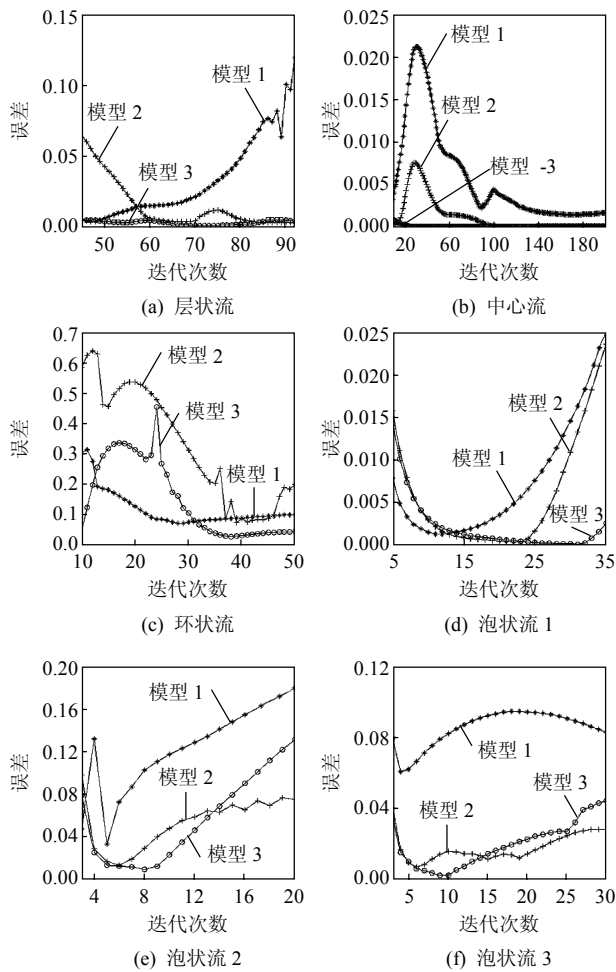 0.15
0.10
0.05
0.00
误差
模型 1
模型 2
模型 3
50 60 70 80 90
迭代次数
(a) 层状流
0.025
0.020
0.015
0.010
0.005
0.000
误差
模型 1
模型 2
模型 -3
20 60 100 140 180
迭代次数
(b) 中心流
0.7
0.6
0.5
0.4
0.3
0.2
0.1
0.0
误差
模型 2
模型 3
模型 1
10 20 30 40 50
迭代次数
(c) 环状流
0.025
0.020
0.015
0.010
0.005
0.000
误差
模型 2
模型 1
模型 3
5 15 25 35
迭代次数
(d) 泡状流 1
0.20
0.16
0.12
0.08
0.04
0.00
误差
模型 1
模型 2
模型 3
4 8 12 16 20
迭代次数
(e) 泡状流 2
0.12
0.08
0.04
0.00
误差
模型 1
模型 3
模型 2
5 10 15 20 25 30
迭代次数
(f) 泡状流 3